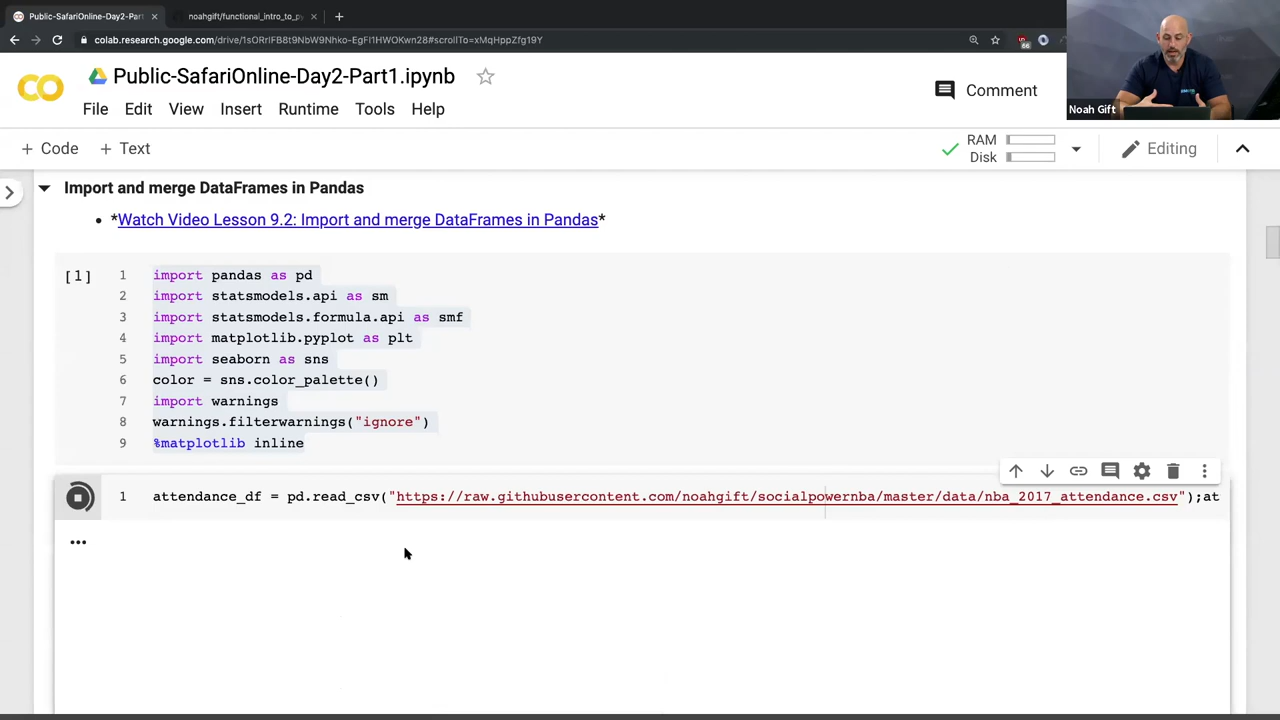 Public-SafariOnline-Day2-Part
noahgift/functional_intro_to_py
colab.research.google.com/drive/1sORrIFB8t9NbW9Nhko-EgFI1HWOKwn28#scrollTo=xMqHppZfg19Y
66
Noah Gift
Public-SafariOnline-Day2-Part1.ipynb
Comment
File Edit View Insert Runtime Tools Help
+ Code + Text
RAM
Disk
Editing
Import and merge DataFrames in Pandas
*Watch Video Lesson 9.2: Import and merge DataFrames in Pandas*
[1]
1 import pandas as pd
2 import statsmodels.api as sm
3 import statsmodels.formula.api as smf
4 import matplotlib.pyplot as plt
5 import seaborn as sns
6 color = sns.color_palette()
7 import warnings
8 warnings.filterwarnings("ignore")
9 %matplotlib inline
1 attendance_df = pd.read_csv("https://raw.githubusercontent.com/noahgift/socialpowernba/master/data/nba_2017_attendance.csv");at
...